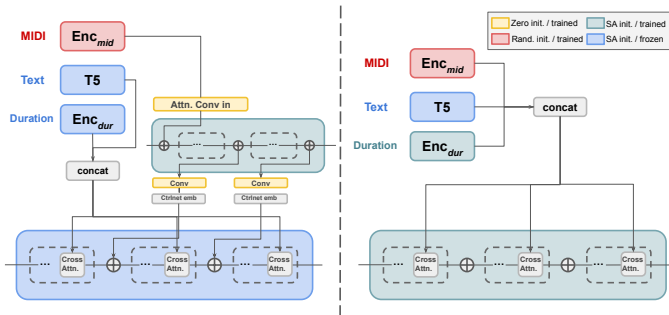 MIDI
Enc_mid
Text
T5
Duration
Enc_dur
concat
Attn. Conv in
...
...
Conv
Conv
Ctrlnet emb
Ctrlnet emb
...
Cross
Attn.
...
Cross
Attn.
...
Cross
Attn.
Zero init. / trained
SA init. / trained
Rand. init. / trained
SA init. / frozen
MIDI
Enc_mid
Text
T5
concat
Duration
Enc_dur
...
Cross
Attn.
...
Cross
Attn.
...
Cross
Attn.